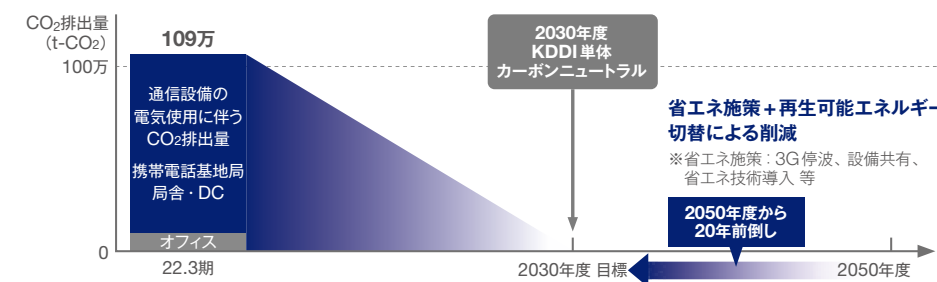 CO2排出量
(t-CO2)
109万
100万
通信設備の
電気使用に伴う
CO2排出量
携帯電話基地局
局舎・DC
オフィス
0
22.3期
2030年度
KDDI単体
カーボンニュートラル
省エネ施策+再生可能エネルギー
切替による削減
※省エネ施策：3G停波、設備共有、
省エネ技術導入 等
2050年度から
20年前倒し
2030年度 目標
2050年度